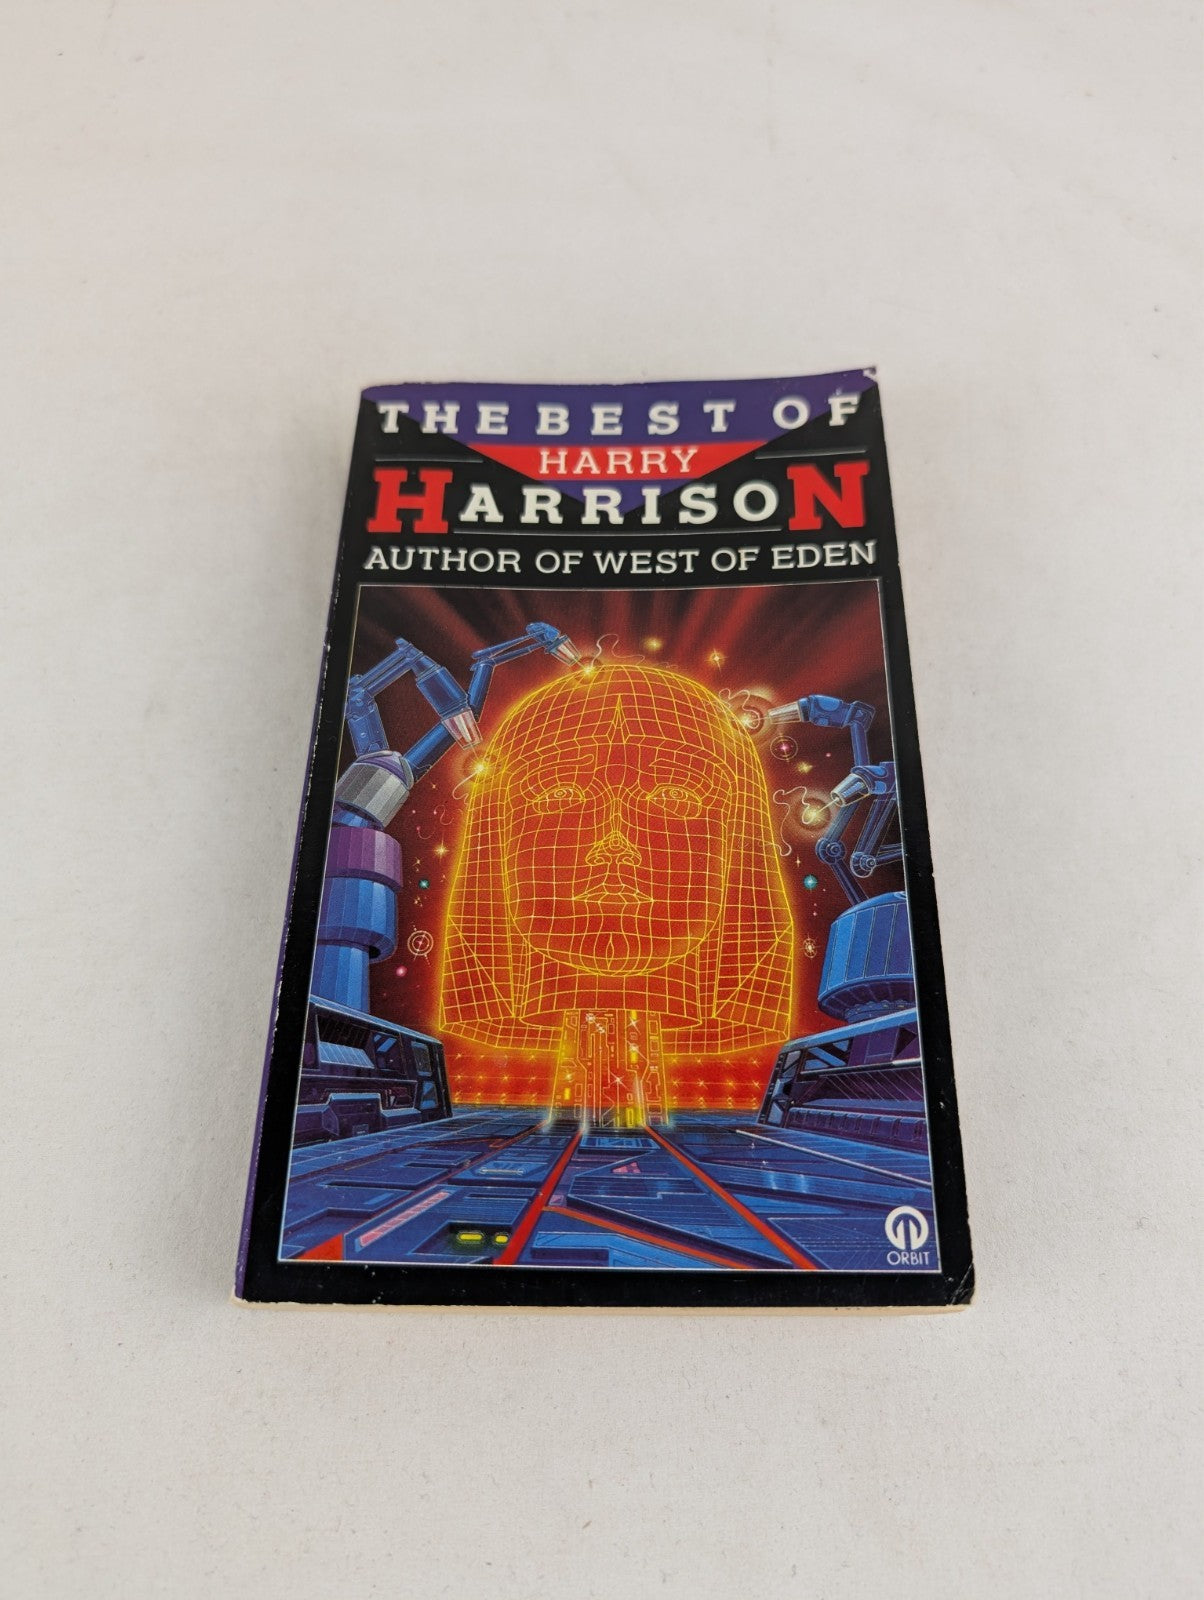 THE BEST OF
HARRY
HARRISON
AUTHOR OF WEST OF EDEN
ORBIT